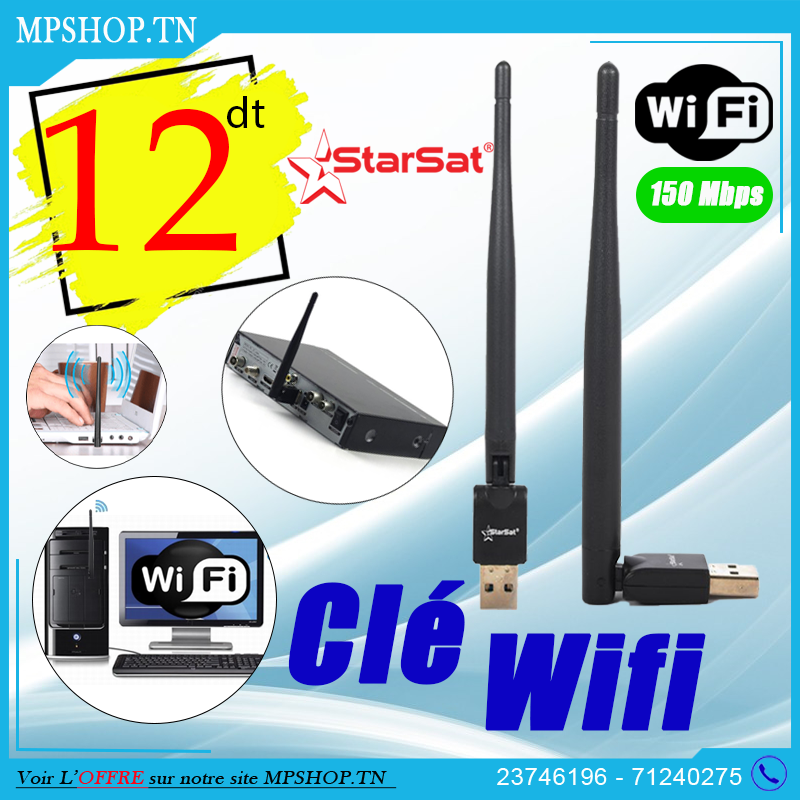 MPSHOP.TN
12 dt
StarSat®
WiFi
150 Mbps
StarSat®
WiFi
Clé
Wifi
Voir L'OFFRE sur notre site MPSHOP.TN
23746196 - 71240275